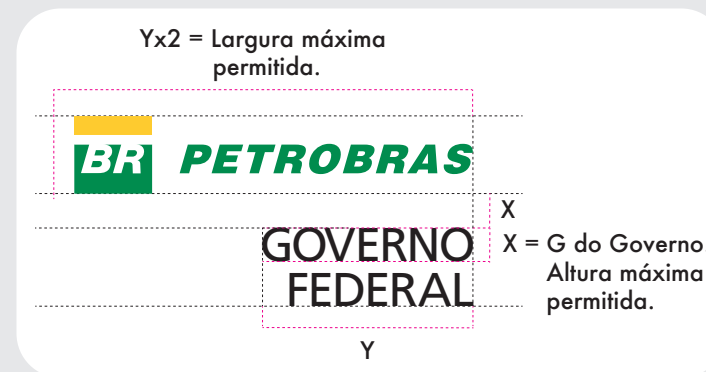 Yx2 = Largura máxima
permitida.
BR PETROBRAS
X
GOVERNO
FEDERAL
X = G do Governo
Altura máxima
permitida.
Y